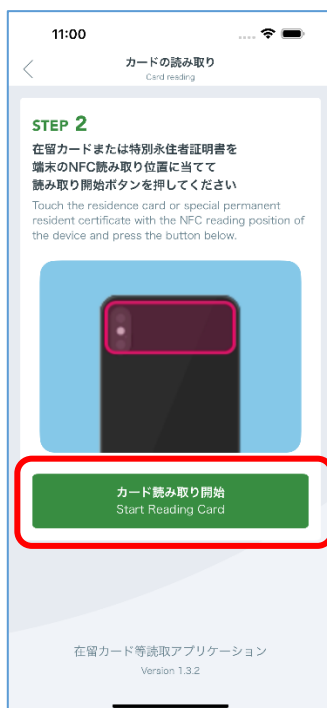 11:00
カードの読み取り
Card reading
STEP 2
在留カードまたは特別永住者証明書を
端末のNFC読み取り位置に当てて
読み取り開始ボタンを押してください
Touch the residence card or special permanent
resident certificate with the NFC reading position of
the device and press the button below.
カード読み取り開始
Start Reading Card
在留カード等読取アプリケーション
Version 1.3.2